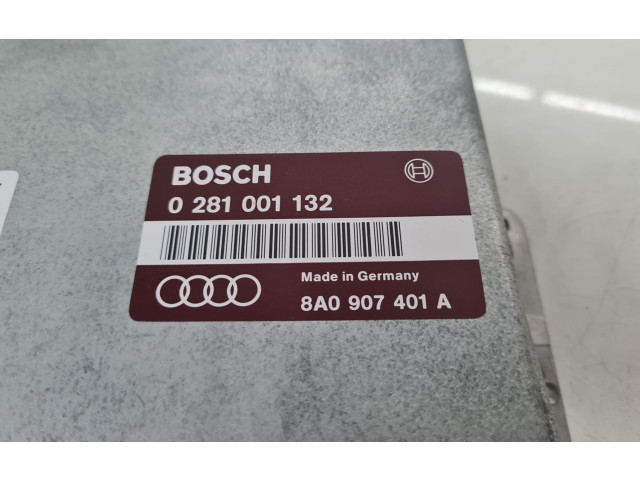 BOSCH
0 281 001 132
Made in Germany
8A0 907 401 A